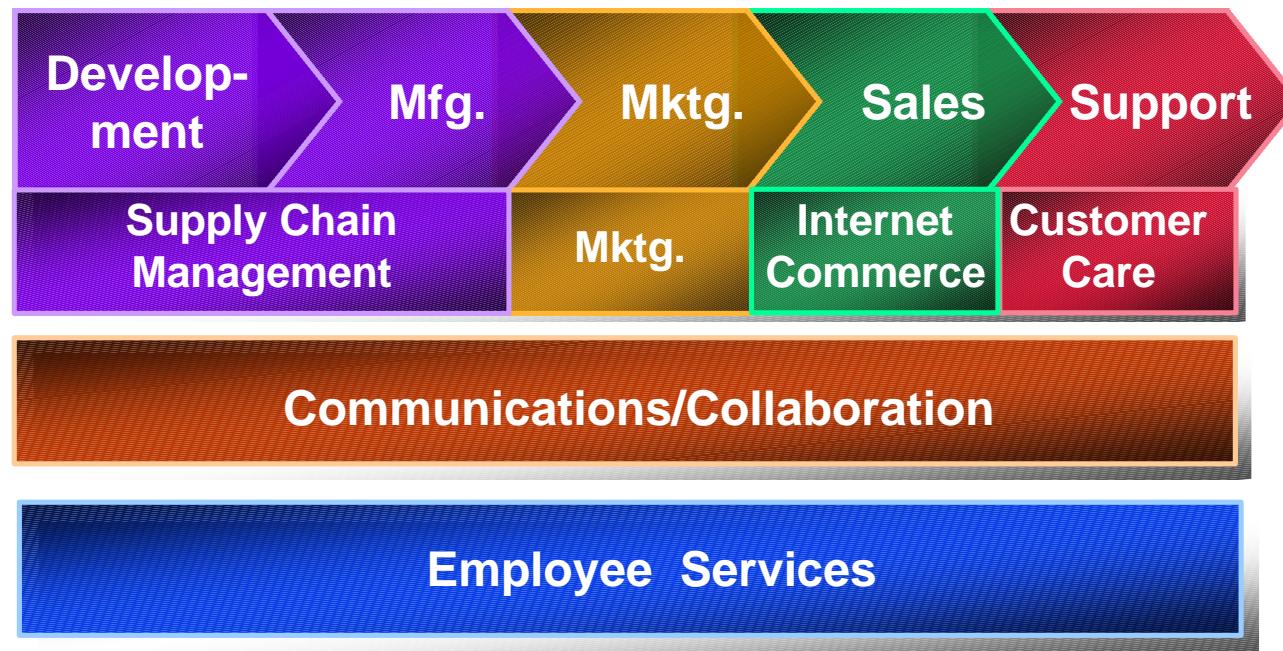 Develop-
ment
Mfg.
Mktg.
Sales
Support
Supply Chain
Management
Mktg.
Internet
Commerce
Customer
Care
Communications/Collaboration
Employee Services